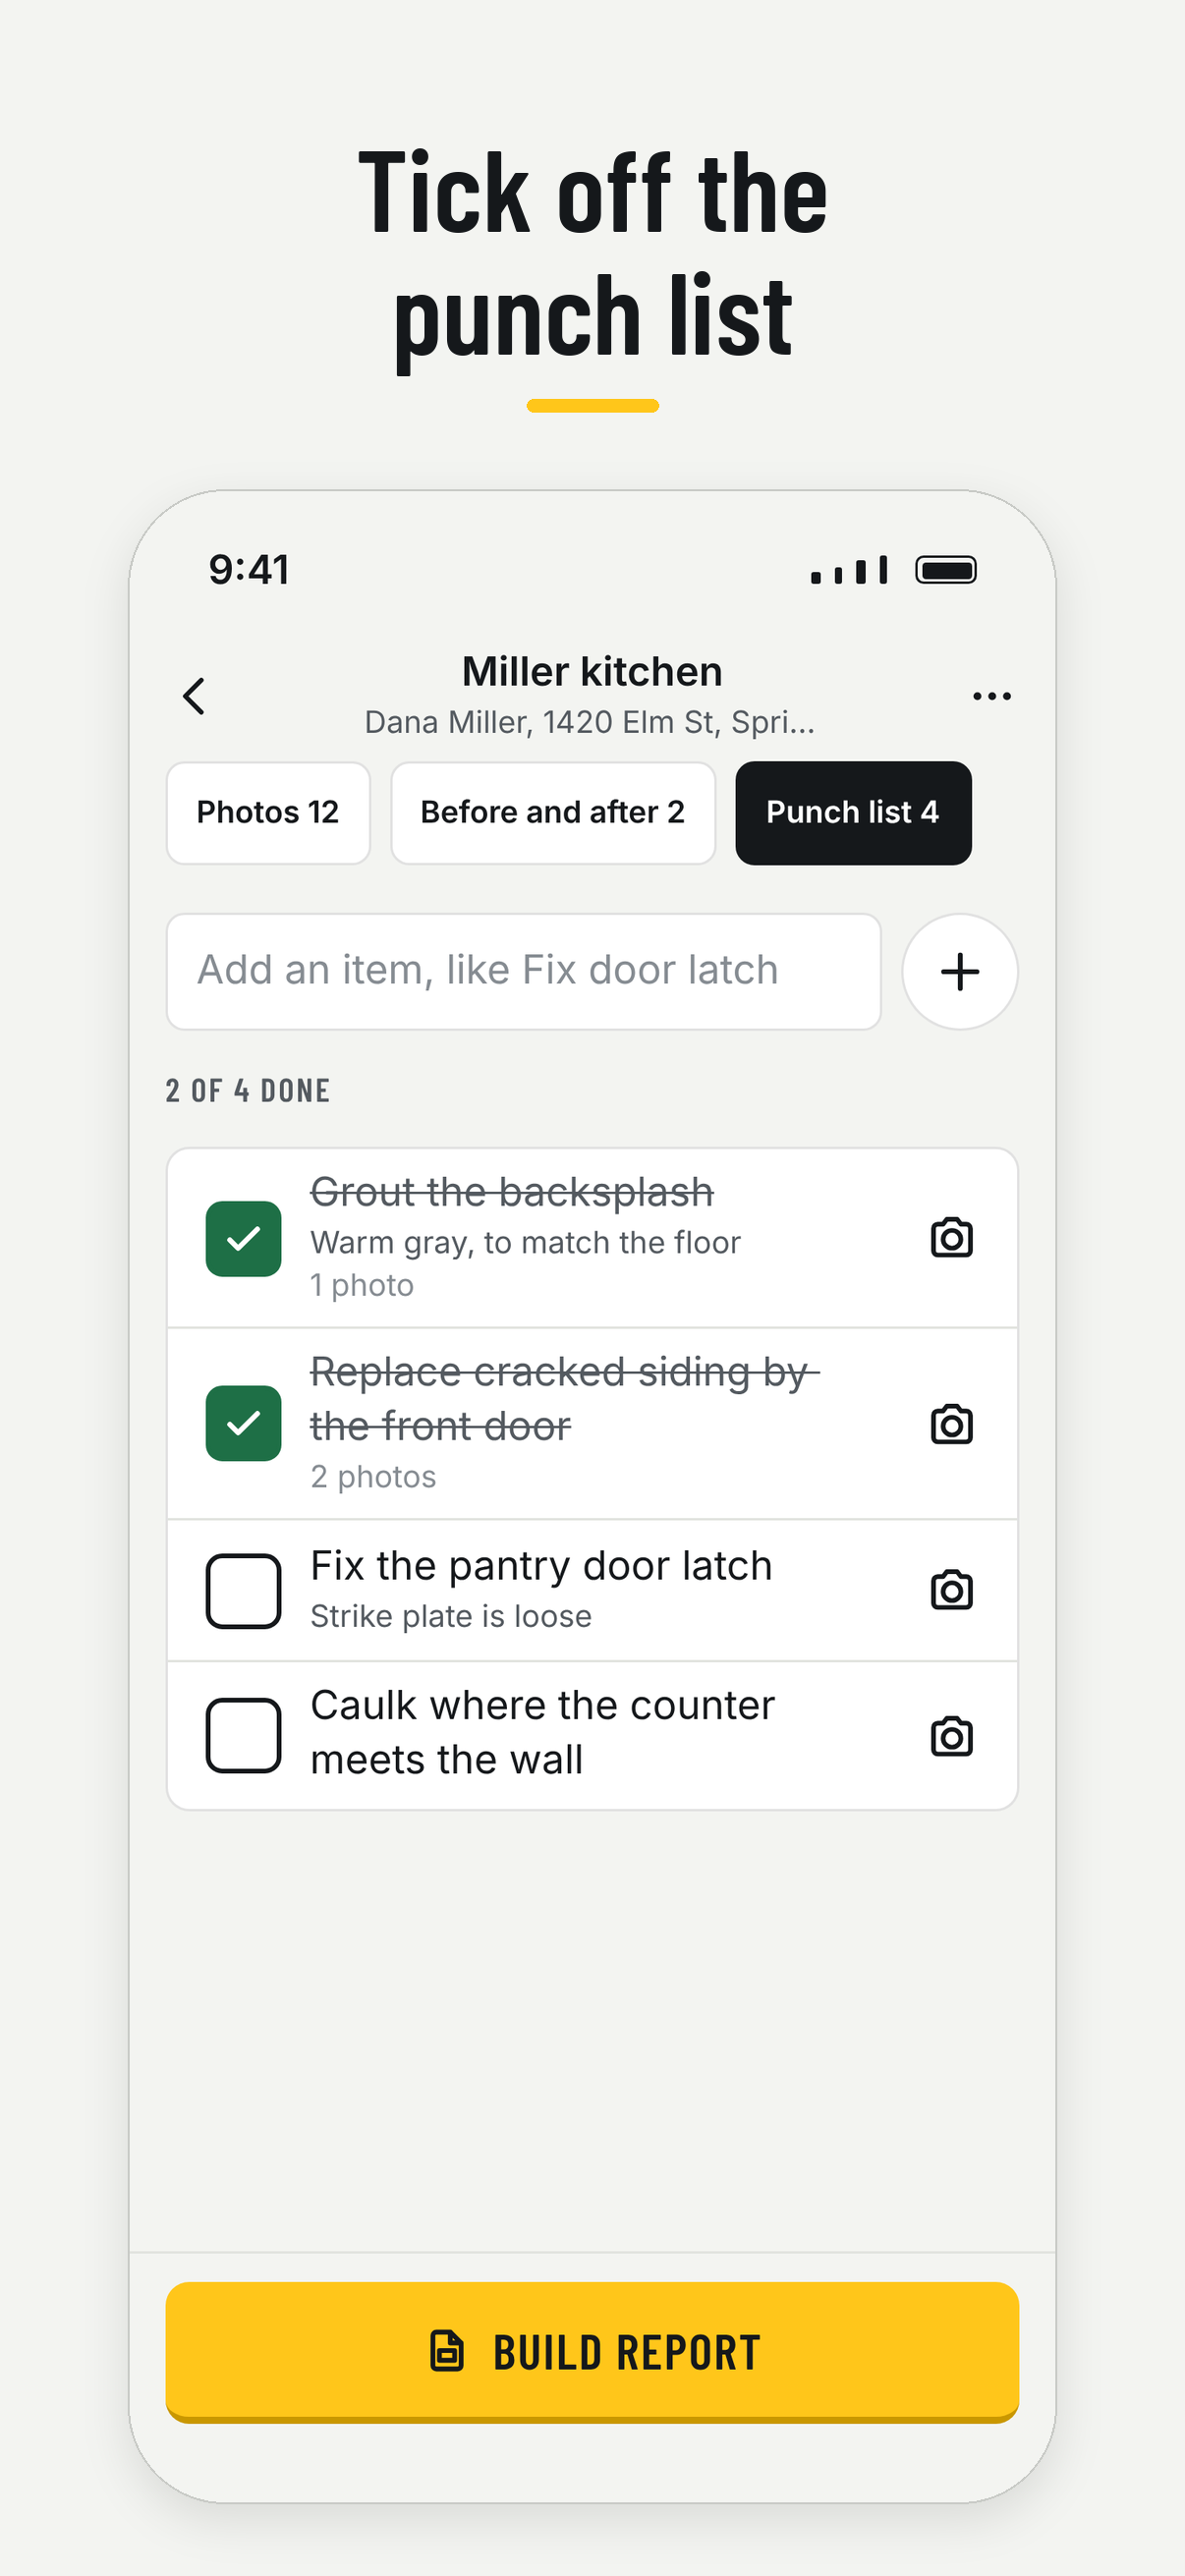 Tick off the
punch list
9:41
Miller kitchen
Dana Miller, 1420 Elm St, Spri...
Photos 12
Before and after 2
Punch list 4
Add an item, like Fix door latch
2 OF 4 DONE
Grout the backsplash
Warm gray, to match the floor
1 photo
Replace cracked siding by
the front door
2 photos
Fix the pantry door latch
Strike plate is loose
Caulk where the counter
meets the wall
BUILD REPORT